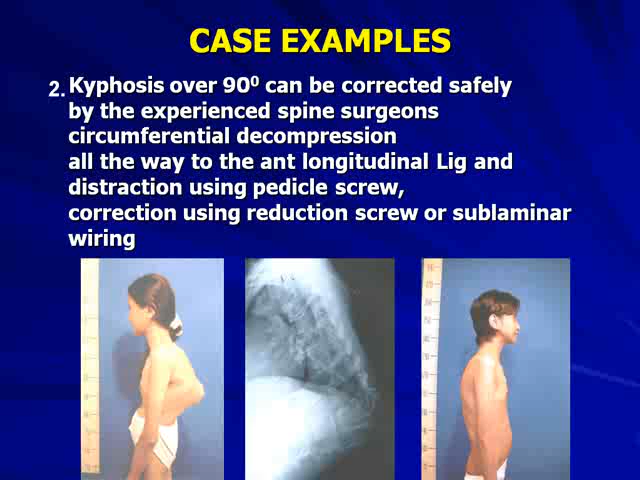 CASE EXAMPLES
2. Kyphosis over 90⁰ can be corrected safely
by the experienced spine surgeons
circumferential decompression
all the way to the ant longitudinal Lig and
distraction using pedicle screw,
correction using reduction screw or sublaminar
wiring